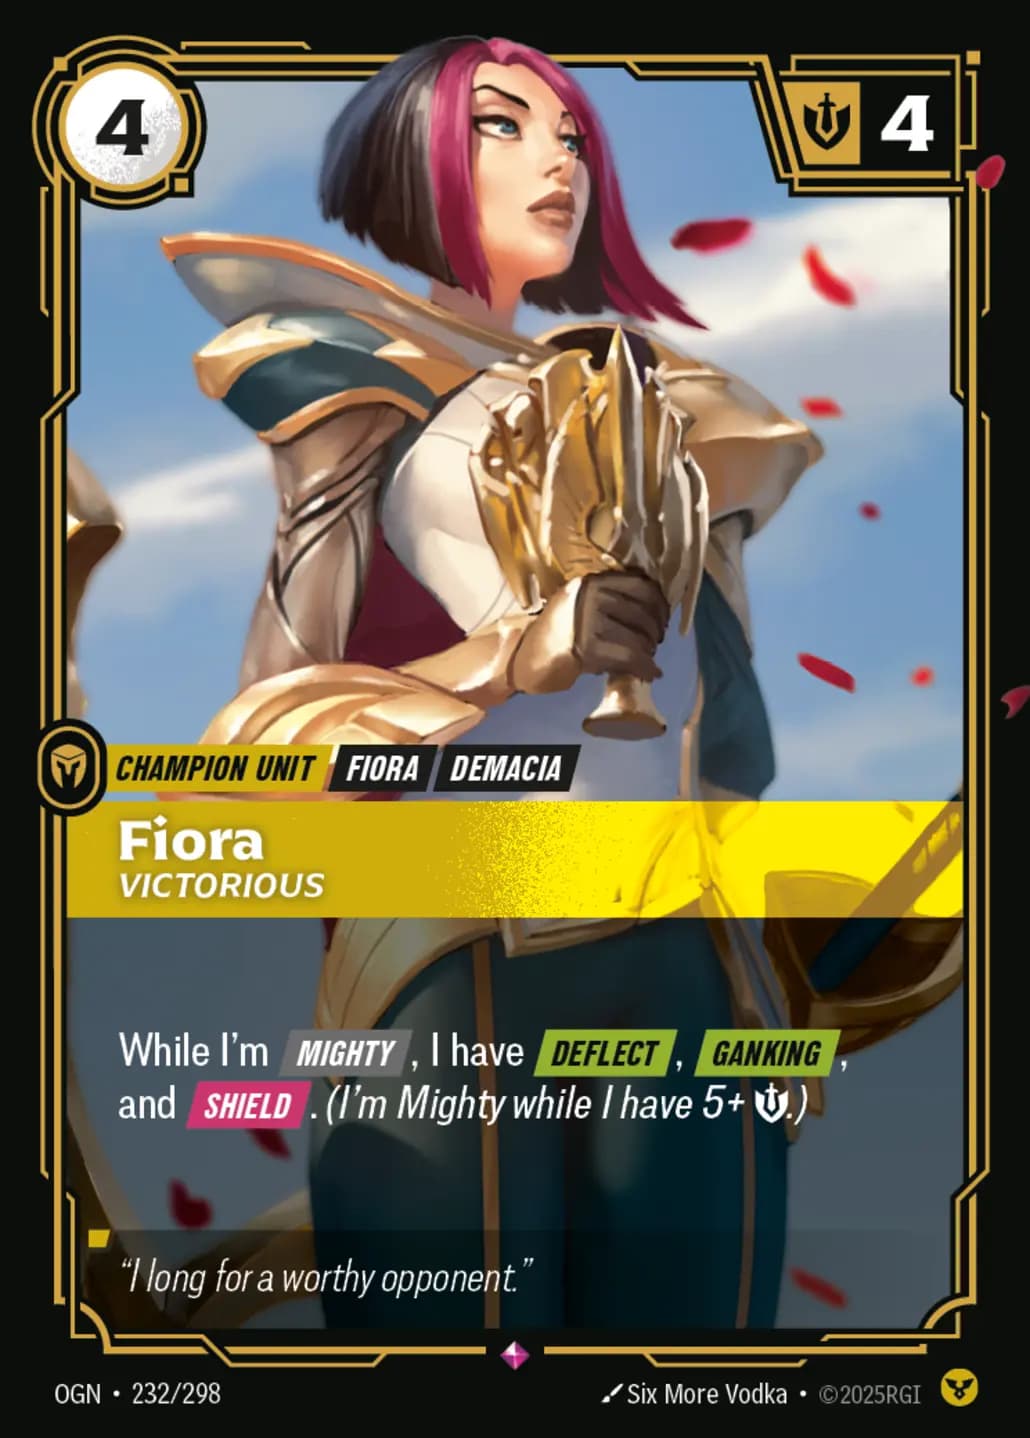 4
4
CHAMPION UNIT FIORA DEMACIA
Fiora
VICTORIOUS
While I'm MIGHTY, I have DEFLECT, GANKING,
and SHIELD. (I'm Mighty while I have 5+ .)
"I long for a worthy opponent."
OGN • 232/298
Six More Vodka • ©2025RGI